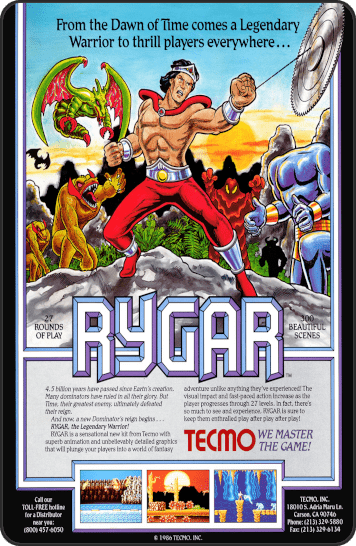 From the Dawn of Time comes a Legendary
Warrior to thrill players everywhere...
27
ROUNDS
OF PLAY
300
BEAUTIFUL
SCENES
RYGAR
TM
4.5 billion years have passed since Earth's creation.
Many dominators have ruled in all their glory. But
Time, their greatest enemy, ultimately defeated
their reign.
And now, a new Dominator's reign begins...
RYGAR, the Legendary Warrior!
RYGAR is a sensational new kit from Tecmo with
superb animation and unbelievably detailed graphics
that will plunge your players into a world of fantasy
adventure unlike anything they've experienced! The
visual impact and fast-paced action increase as the
player progresses through 27 levels. In fact, there's
so much to see and experience, RYGAR is sure to
keep them enthralled play after play after play!
TECMO WE MASTER
THE GAME!
Call our
TOLL-FREE hotline
for a Distributor
near you:
(800) 457-6050
TECMO, INC.
18005 S. Adria Maru Ln.
Carson, CA 90746
Phone: (213) 329-5880
Fax: (213) 329-6134
© 1986 TECMO, INC.